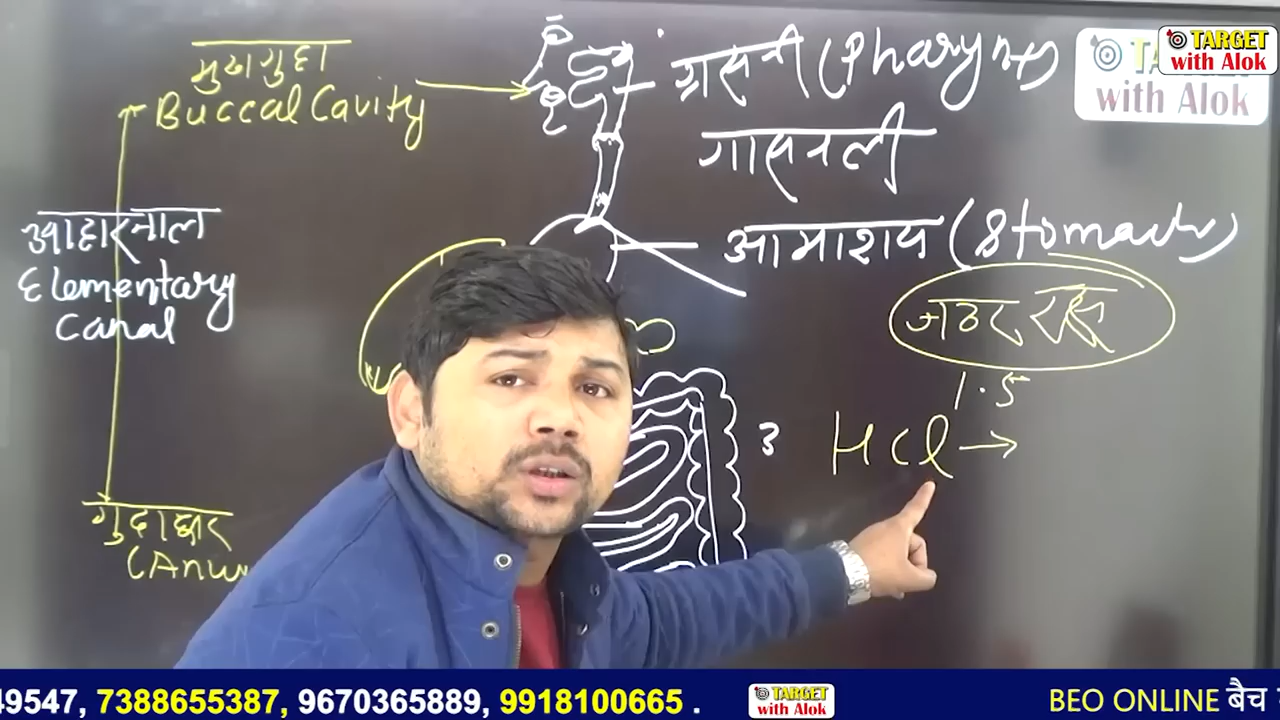 मुखगुहा
Buccal Cavity
ग्रसनी (Pharynx)
ग्रासनली
आहारनाल
Elementary
Canal
आमाशय (Stomach)
जठर रस
1.5
HCl →
3
गुदाद्वार
(Anus
TARGET
with Alok
with Alok
49547, 7388655387, 9670365889, 9918100665 .
TARGET
with Alok
BEO ONLINE बैच